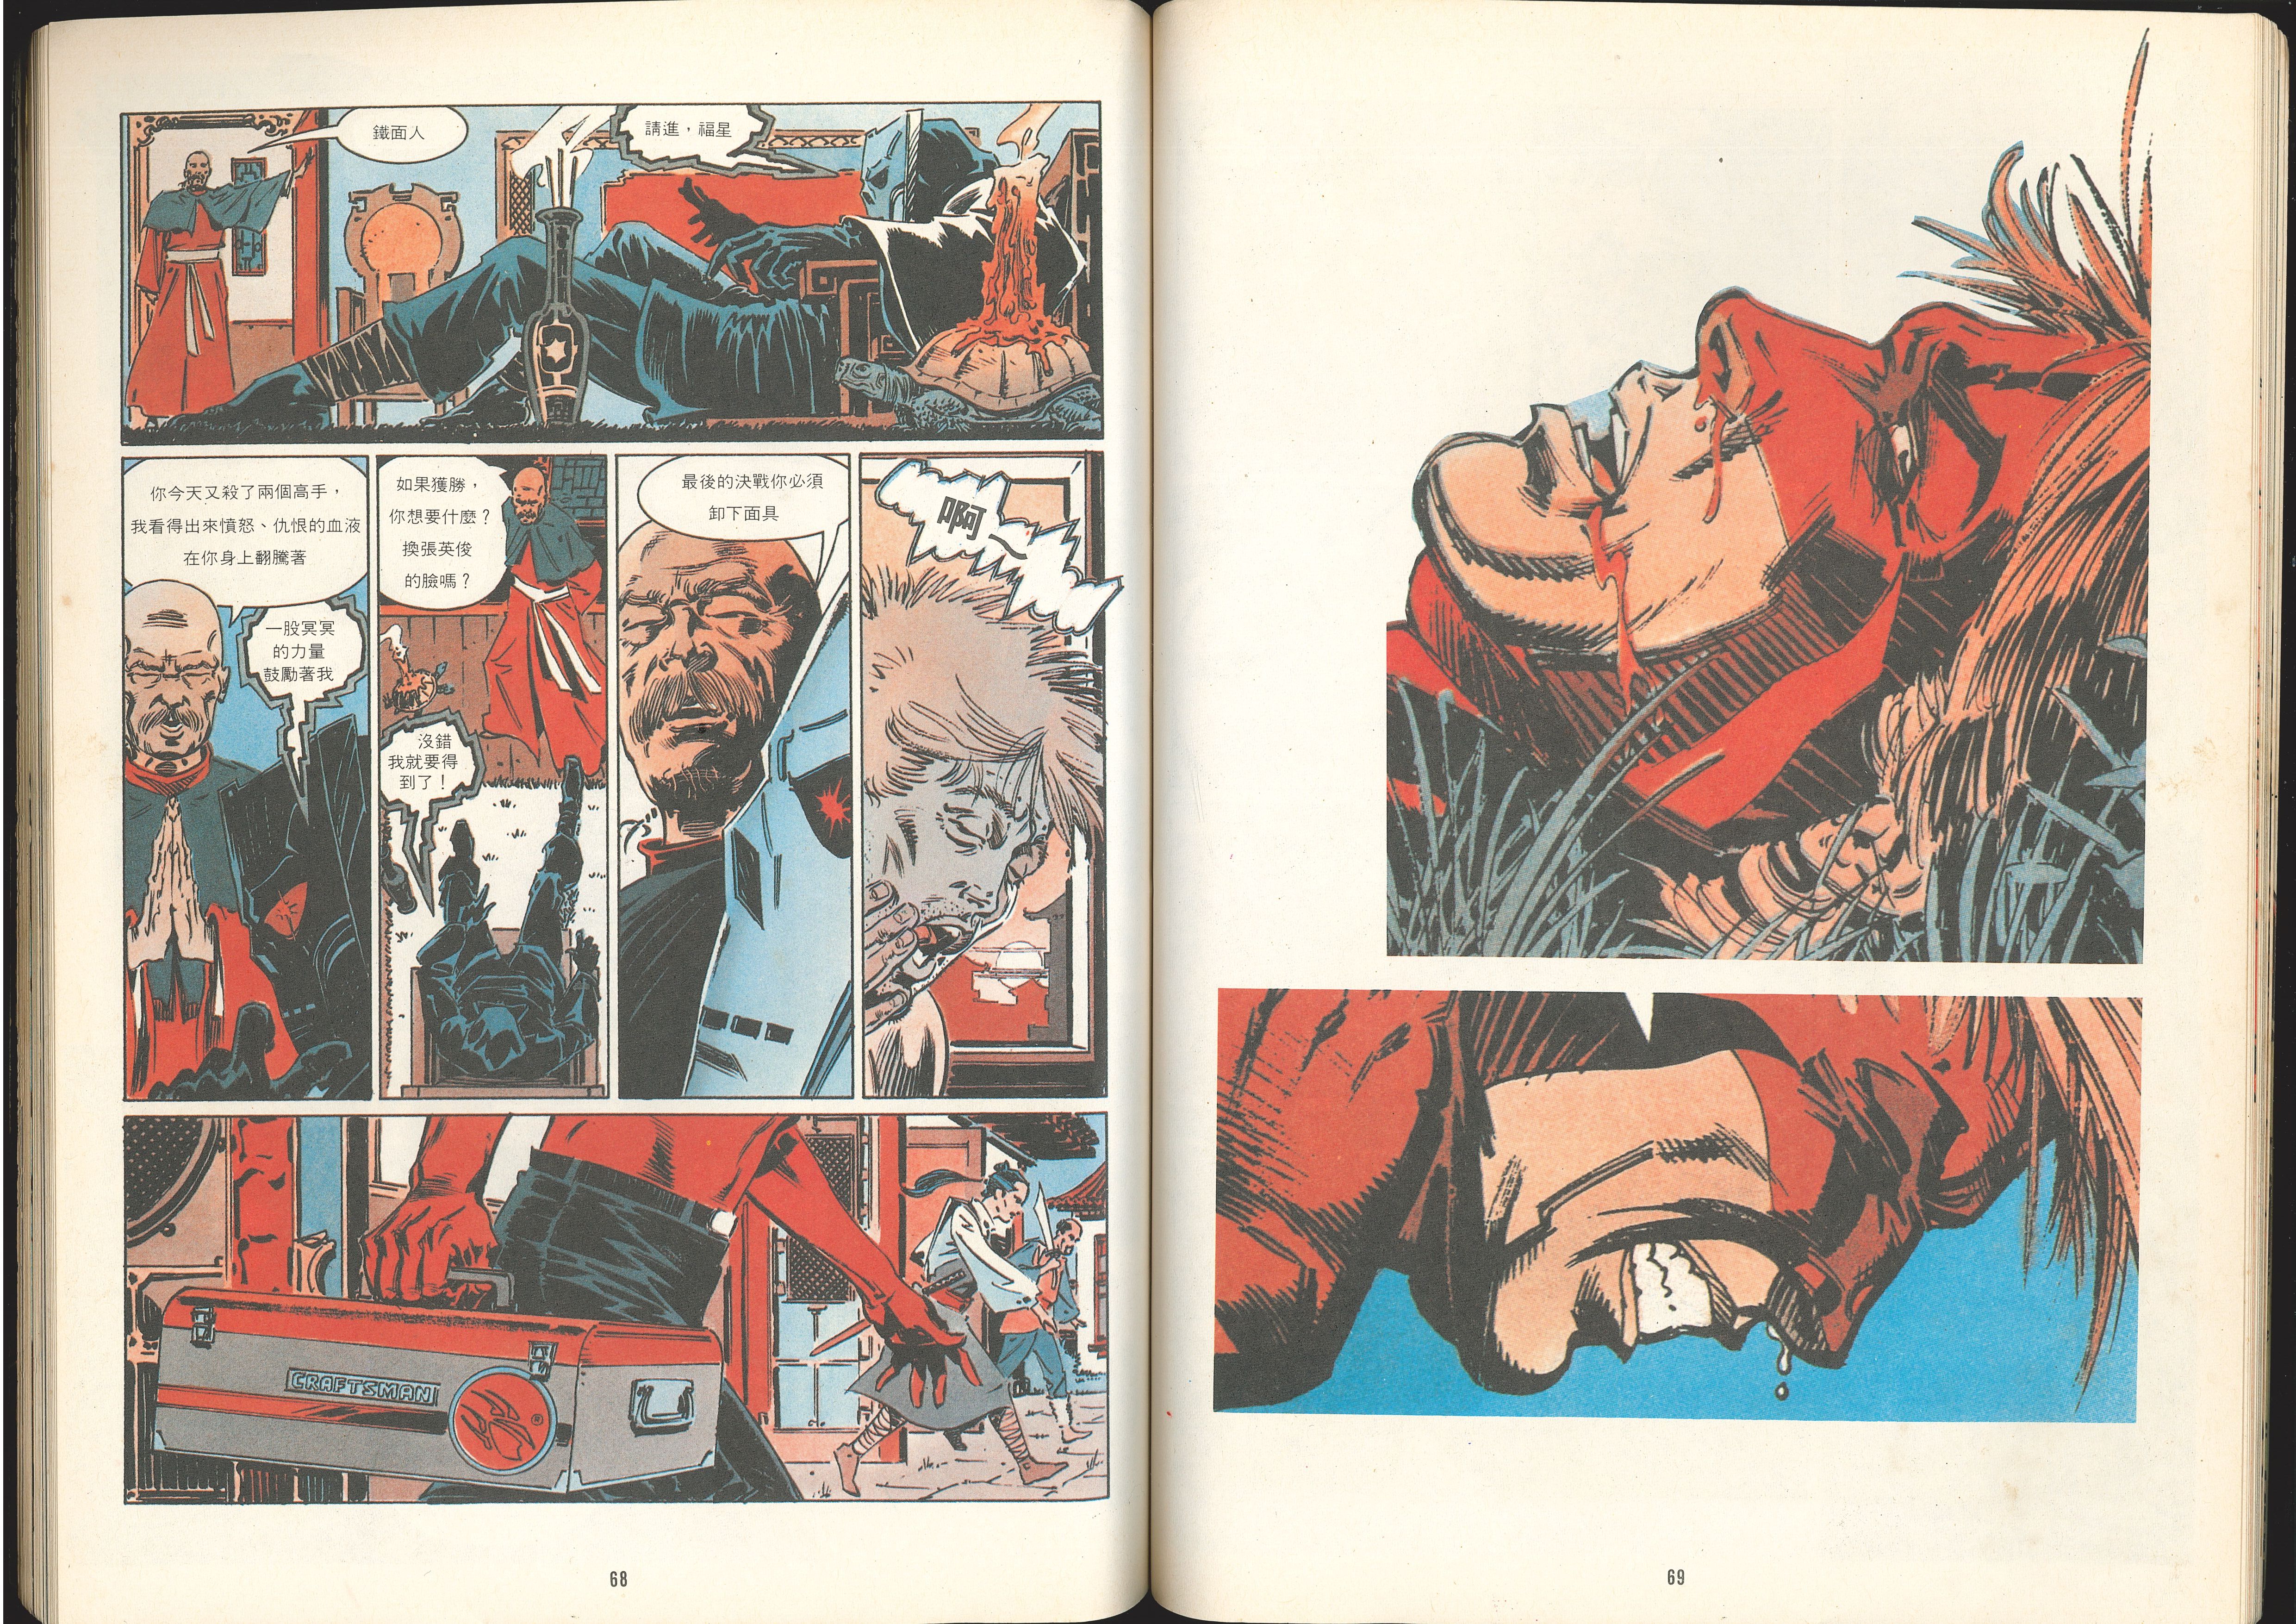 鐵面人
請進，福星
你今天又殺了兩個高手，
我看得出來憤怒、仇恨的血液
在你身上翻騰著
一股冥冥
的力量
鼓勵著我
如果獲勝，
你想要什麼？
換張英俊
的臉嗎？
沒錯
我就要得
到了！
最後的決戰你必須
卸下面具
啊～
CRAFTSMAN
®
68
69